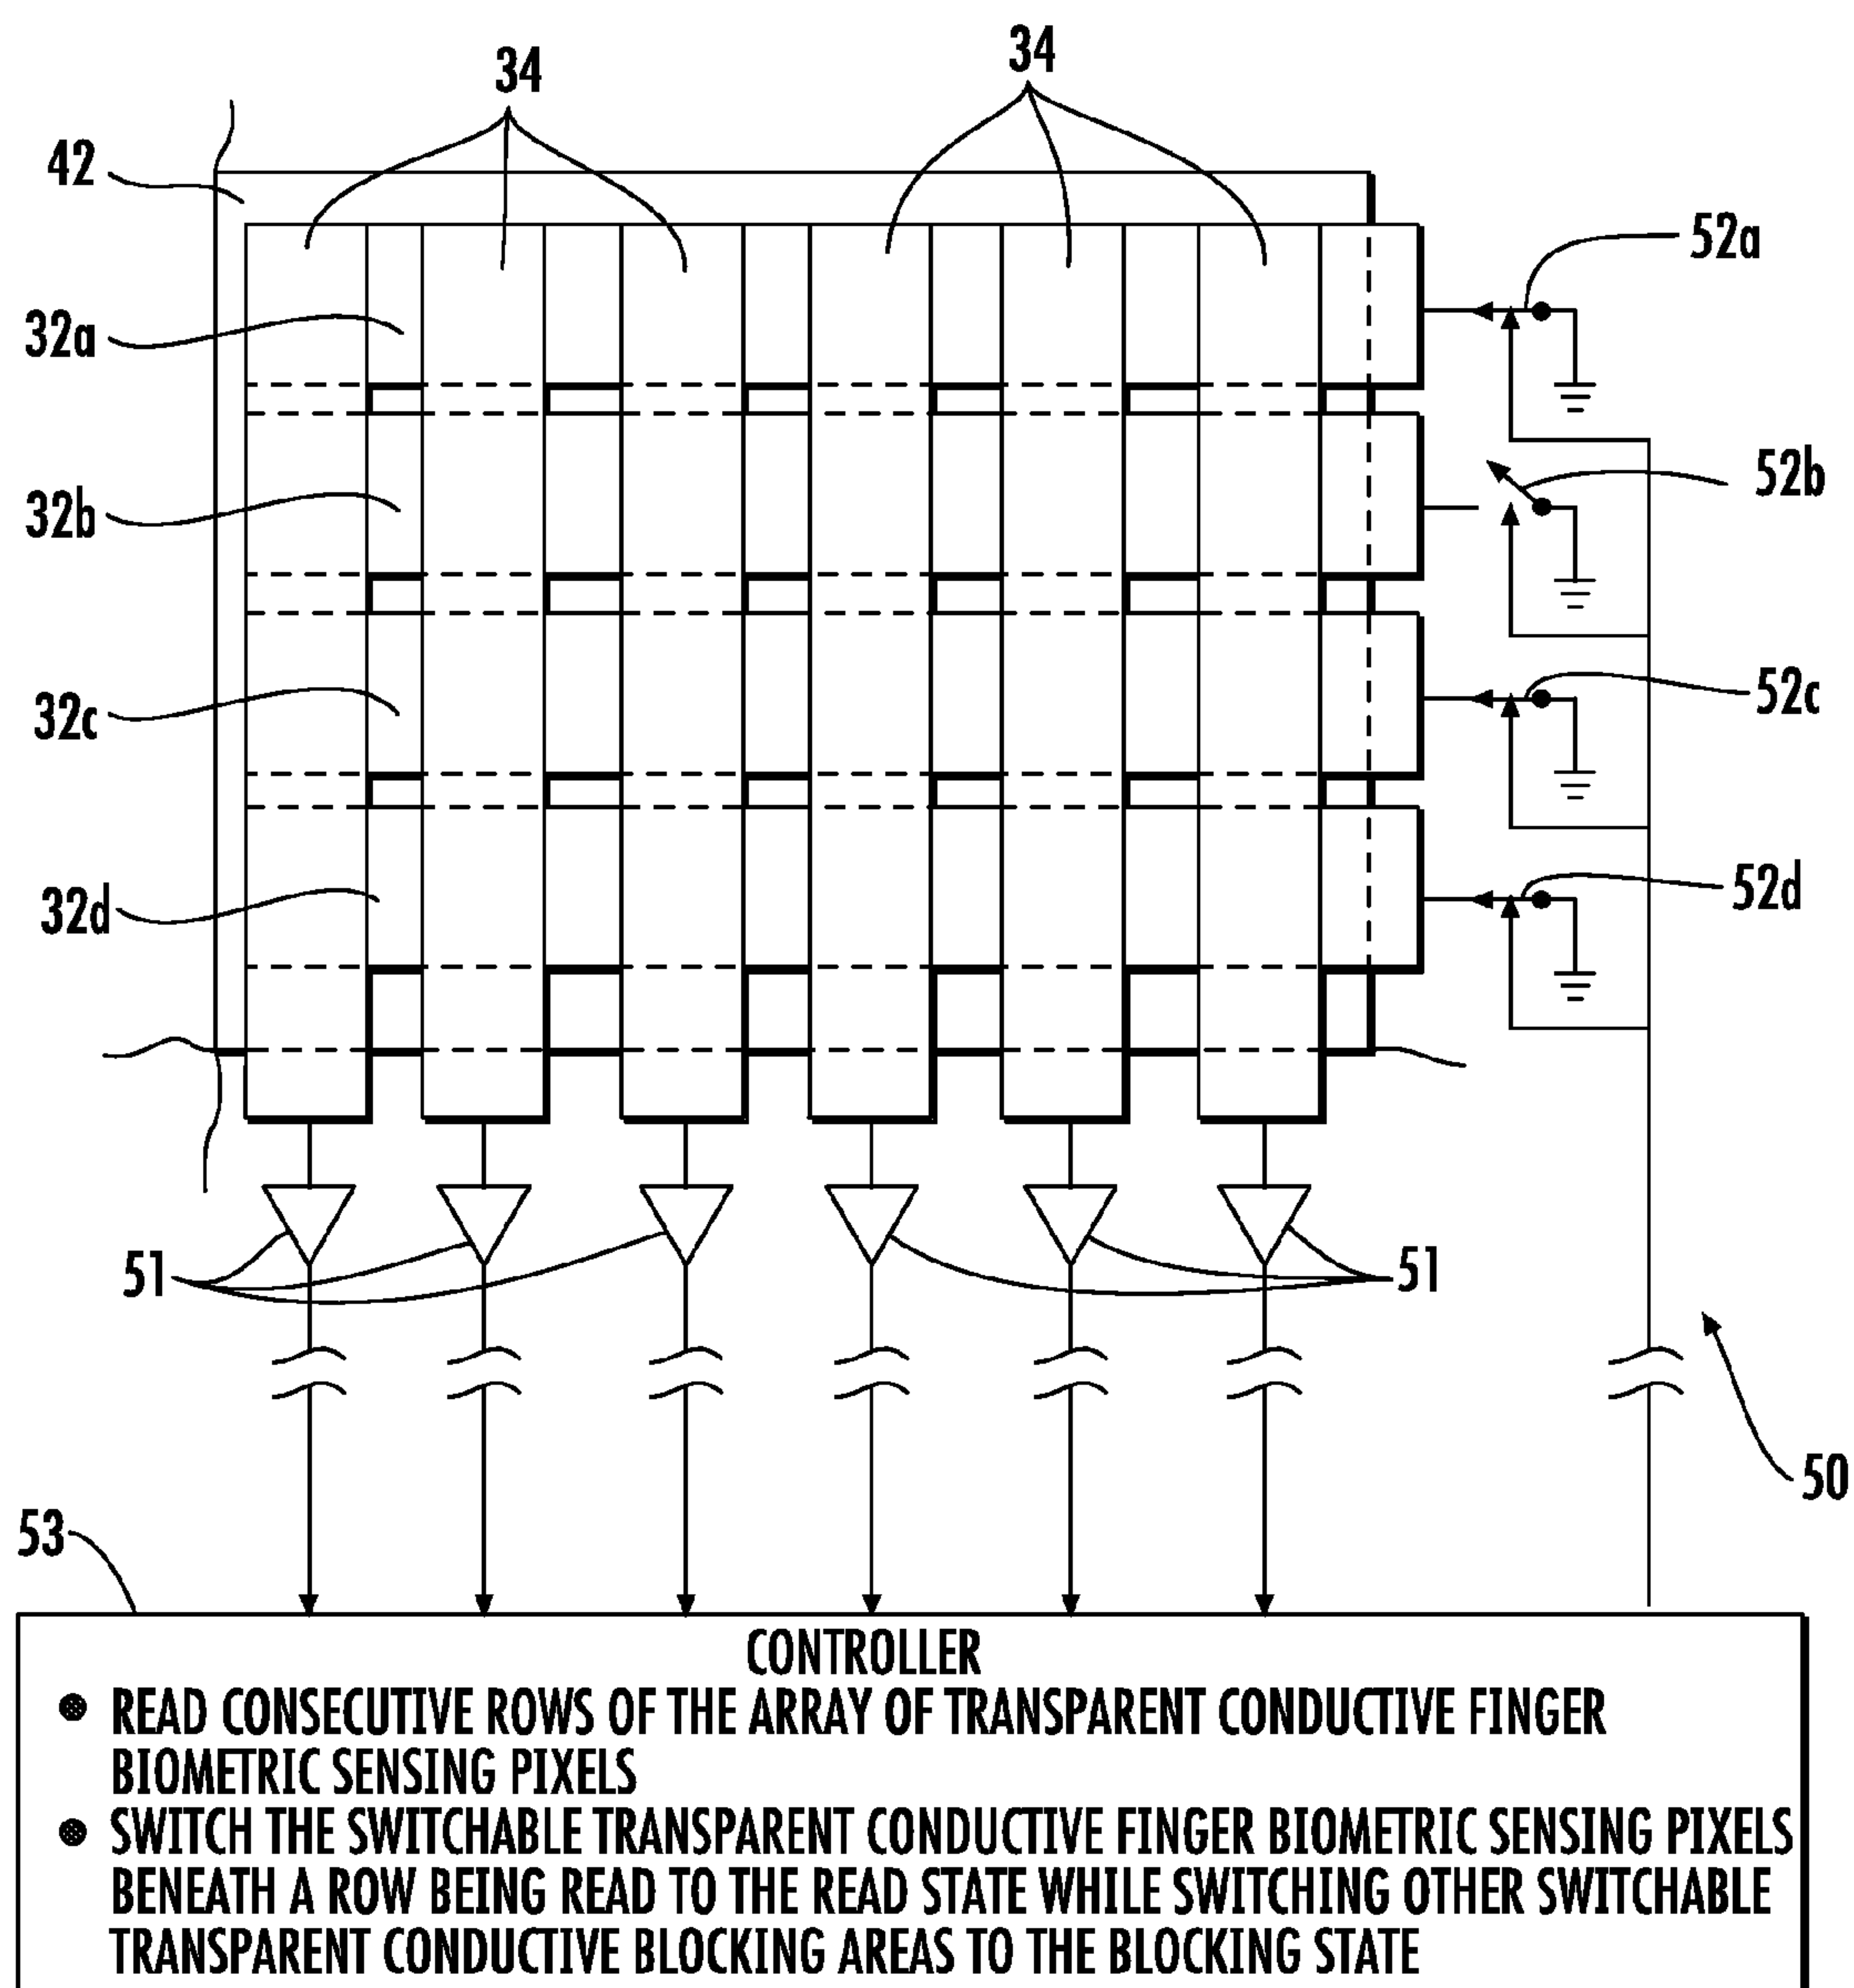 34
34
42
52a
32a
52b
32b
52c
32c
52d
32d
51
51
50
53
CONTROLLER
READ CONSECUTIVE ROWS OF THE ARRAY OF TRANSPARENT CONDUCTIVE FINGER
BIOMETRIC SENSING PIXELS
SWITCH THE SWITCHABLE TRANSPARENT CONDUCTIVE FINGER BIOMETRIC SENSING PIXELS
BENEATH A ROW BEING READ TO THE READ STATE WHILE SWITCHING OTHER SWITCHABLE
TRANSPARENT CONDUCTIVE BLOCKING AREAS TO THE BLOCKING STATE